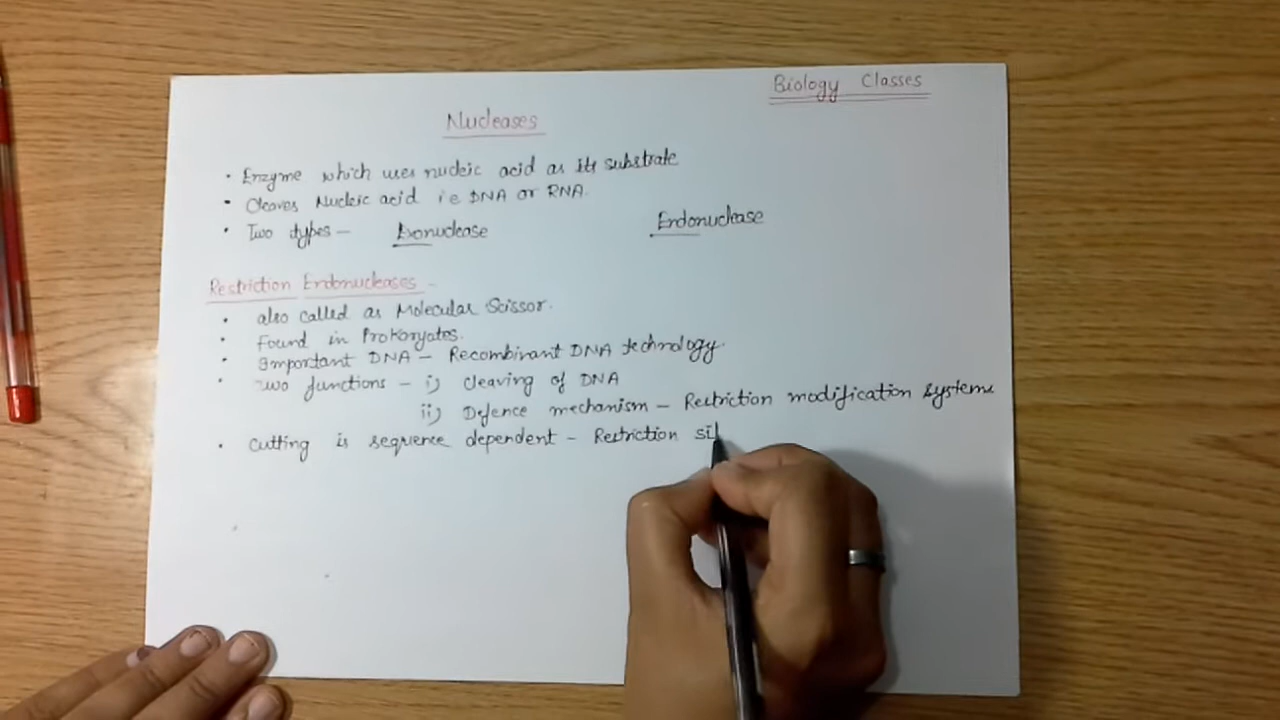 Biology Classes
Nucleases
• Enzyme which uses nucleic acid as its substrate
• Cleaves Nucleic acid i.e DNA or RNA.
• Two types – Exonuclease Endonuclease
Restriction Endonucleases –
• also called as Molecular Scissor.
• Found in Prokaryotes.
• Important DNA – Recombinant DNA technology.
• Two functions – i) cleaving of DNA
ii) Defence mechanism – Restriction modification systems
• Cutting is sequence dependent – Restriction sit